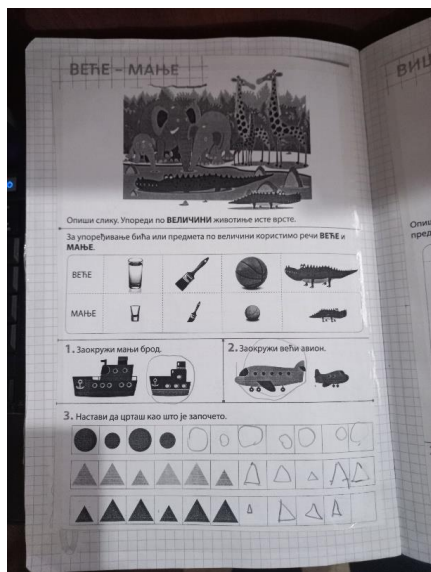 ВЕЋЕ – МАЊЕ
Опиши слику. Упореди по ВЕЛИЧИНИ животиње исте врсте.
За упоређивање бића или предмета по величини користимо речи ВЕЋЕ и
МАЊЕ.
ВЕЋЕ
МАЊЕ
1. Заокружи мањи брод.
2. Заокружи већи авион.
3. Настави да црташ као што је започето.